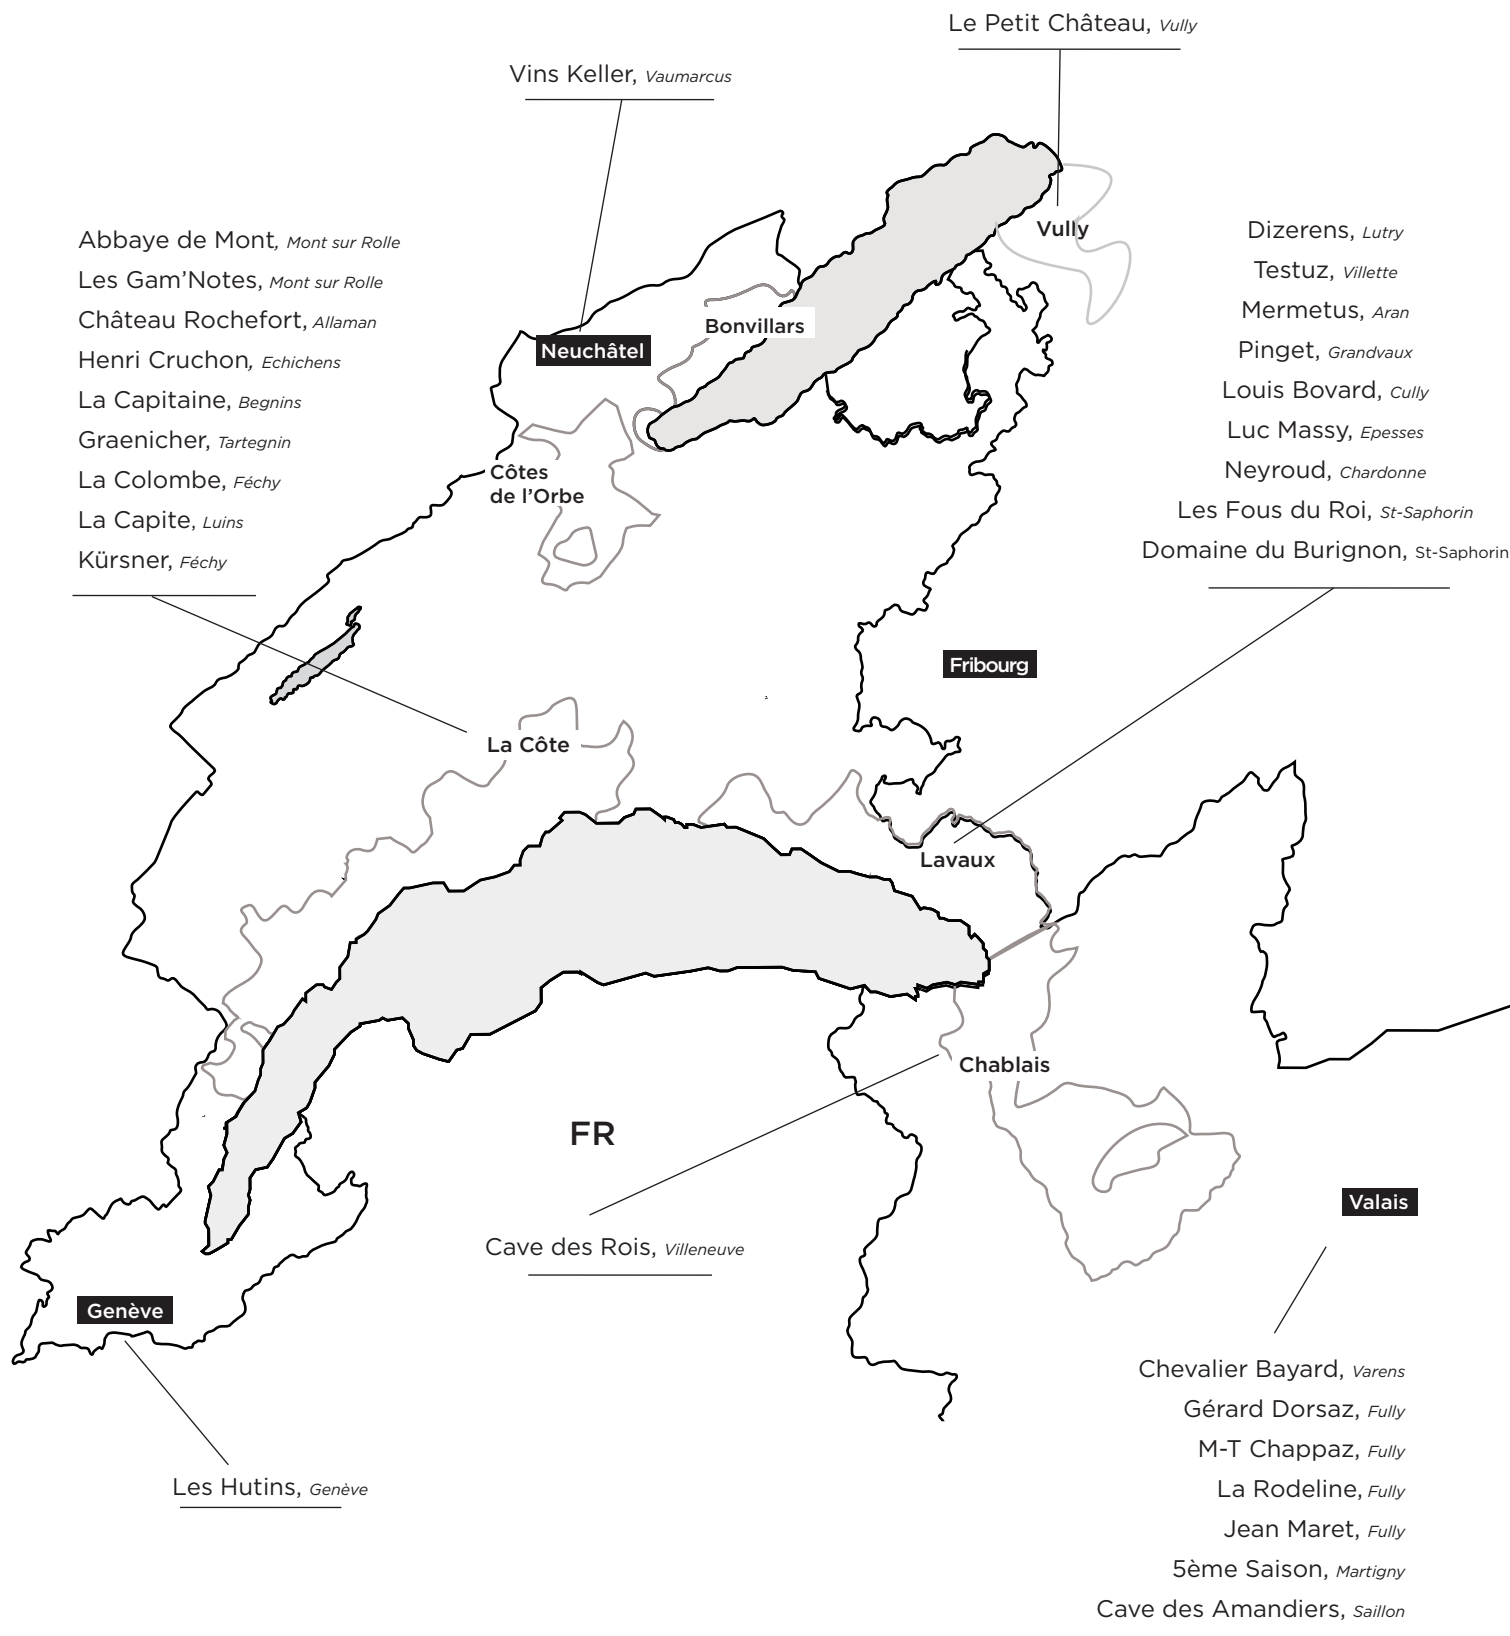 Le Petit Château, Vully
Vins Keller, Vaumarcus
Abbaye de Mont, Mont sur Rolle
Les Gam’Notes, Mont sur Rolle
Château Rochefort, Allaman
Henri Cruchon, Echichens
La Capitaine, Begnins
Graenicher, Tartegnin
La Colombe, Féchy
La Capite, Luins
Kürsner, Féchy
Vully
Dizerens, Lutry
Testuz, Villette
Mermetus, Aran
Pinget, Grandvaux
Louis Bovard, Cully
Luc Massy, Epesses
Neyroud, Chardonne
Les Fous du Roi, St-Saphorin
Domaine du Burignon, St-Saphorin
Bonvillars
Neuchâtel
Côtes
de l’Orbe
Fribourg
La Côte
Lavaux
Chablais
FR
Valais
Cave des Rois, Villeneuve
Genève
Les Hutins, Genève
Chevalier Bayard, Varens
Gérard Dorsaz, Fully
M-T Chappaz, Fully
La Rodeline, Fully
Jean Maret, Fully
5ème Saison, Martigny
Cave des Amandiers, Saillon